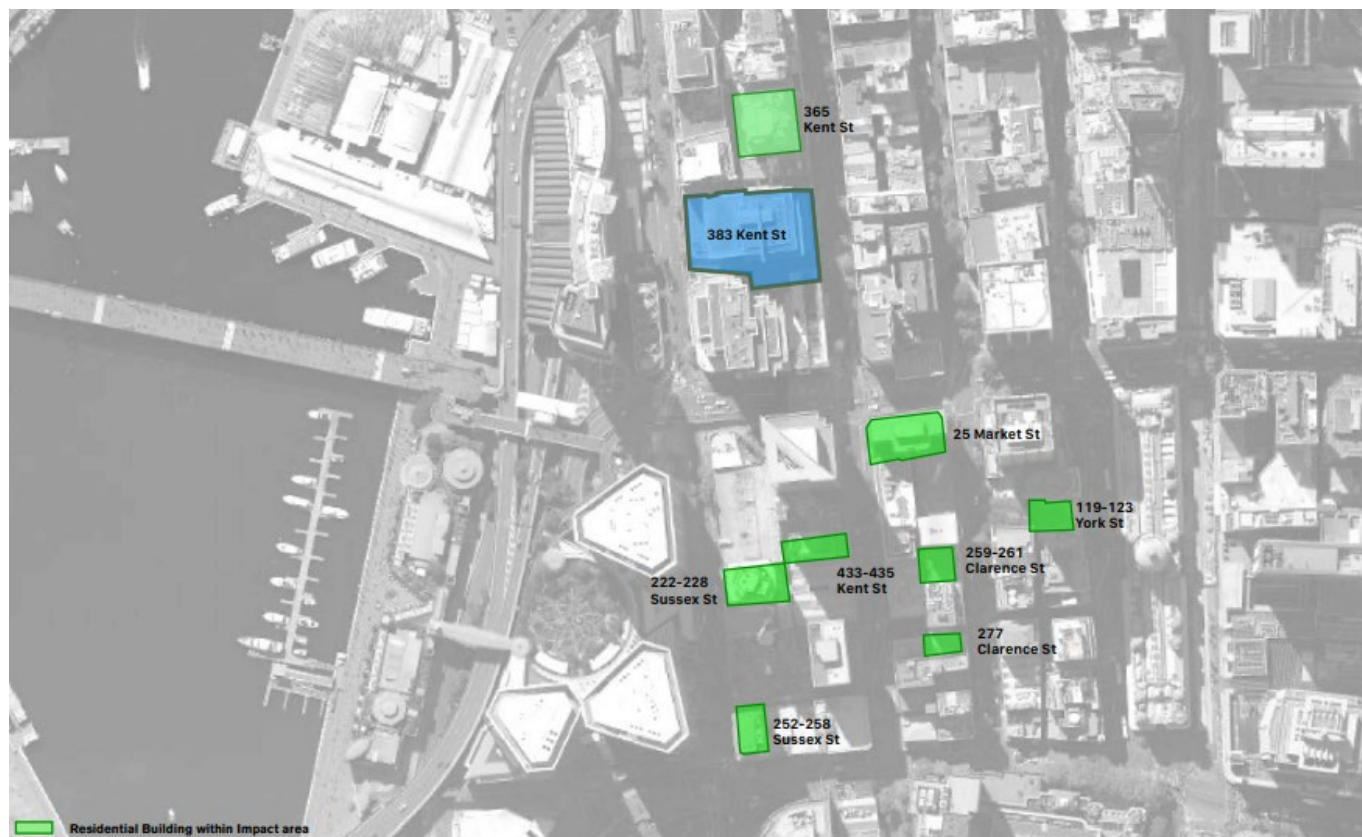 365
Kent St
383 Kent St
25 Market St
119-123
York St
259-261
Clarence St
433-435
Kent St
222-228
Sussex St
277
Clarence St
252-258
Sussex St
Residential Building within Impact area